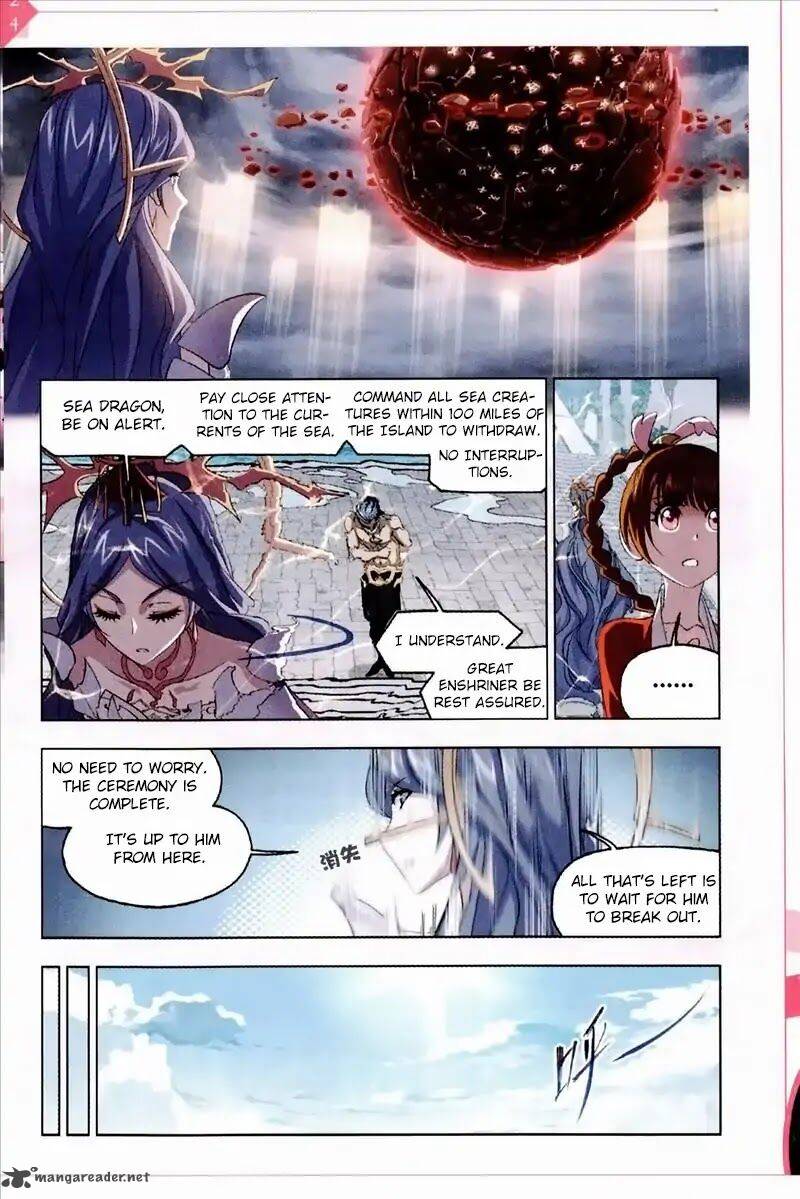 24
SEA DRAGON,
BE ON ALERT.
PAY CLOSE ATTEN-
TION TO THE CUR-
RENTS OF THE SEA.
COMMAND ALL SEA CREA-
TURES WITHIN 100 MILES OF
THE ISLAND TO WITHDRAW.
NO INTERRUP-
TIONS.
I UNDERSTAND.
GREAT
ENSHRINER BE
REST ASSURED.
......
NO NEED TO WORRY.
THE CEREMONY IS
COMPLETE.
IT'S UP TO HIM
FROM HERE.
消失
ALL THAT'S LEFT IS
TO WAIT FOR HIM
TO BREAK OUT.
呼—
mangareader.net